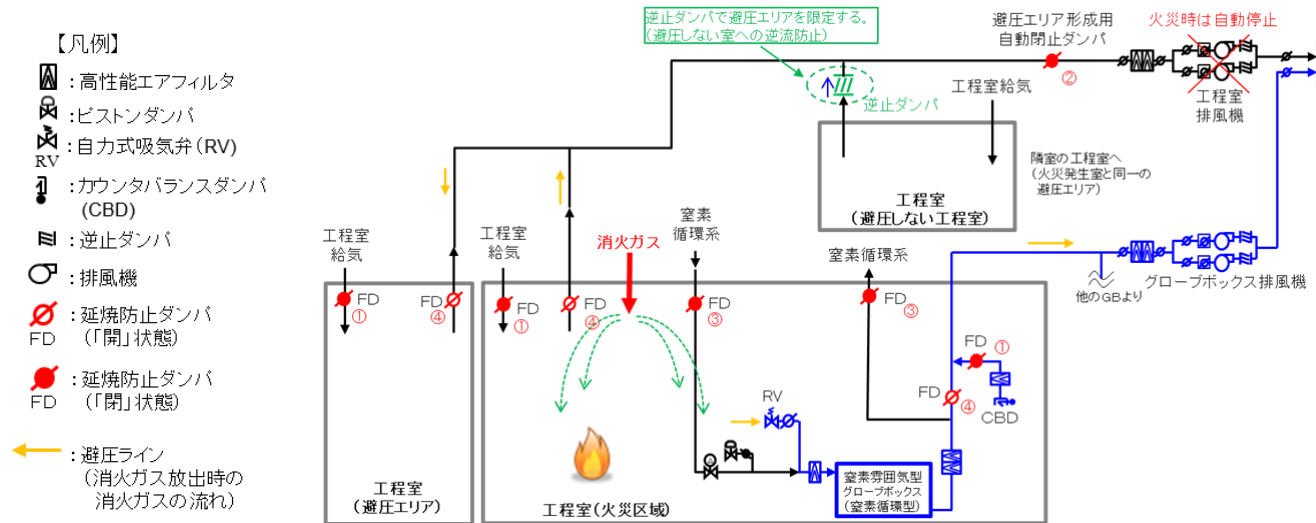 【凡例】
：高性能エアフィルタ
：ピストンダンパ
：自力式吸気弁(RV)
RV
：カウンタバランスダンパ
(CBD)
：逆止ダンパ
：排風機
：延焼防止ダンパ
FD
(「開」状態)
：延焼防止ダンパ
FD
(「閉」状態)
：避圧ライン
(消火ガス放出時の
消火ガスの流れ)
逆止ダンパで避圧エリアを限定する。
(避圧しない室への逆流防止)
避圧エリア形成用
自動閉止ダンパ
②
火災時は自動停止
工程室
排風機
逆止ダンパ
工程室給気
工程室
(避圧しない工程室)
隣室の工程室へ
(火災発生室と同一の
避圧エリア)
工程室
給気
FD
①
FD
④
工程室
(避圧エリア)
工程室
給気
FD
①
FD
④
消火ガス
窒素
循環系
FD
③
窒素循環系
FD
③
他のGBより
グローブボックス排風機
FD
①
FD
④
CBD
RV
窒素雰囲気型
グローブボックス
(窒素循環型)
工程室(火災区域)